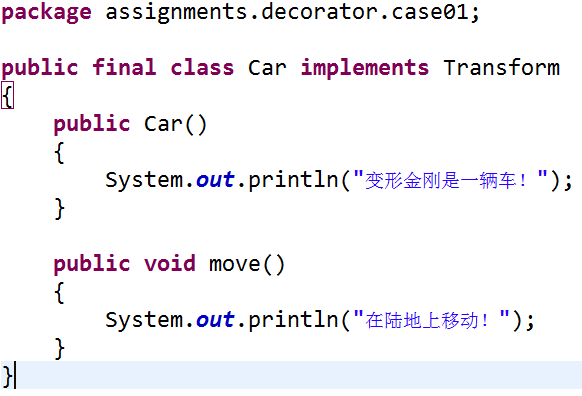 package assignments.decorator.case01;
public final class Car implements Transform
{
public Car()
{
System.out.println("变形金刚是一辆车！");
}
public void move()
{
System.out.println("在陆地上移动！");
}
}